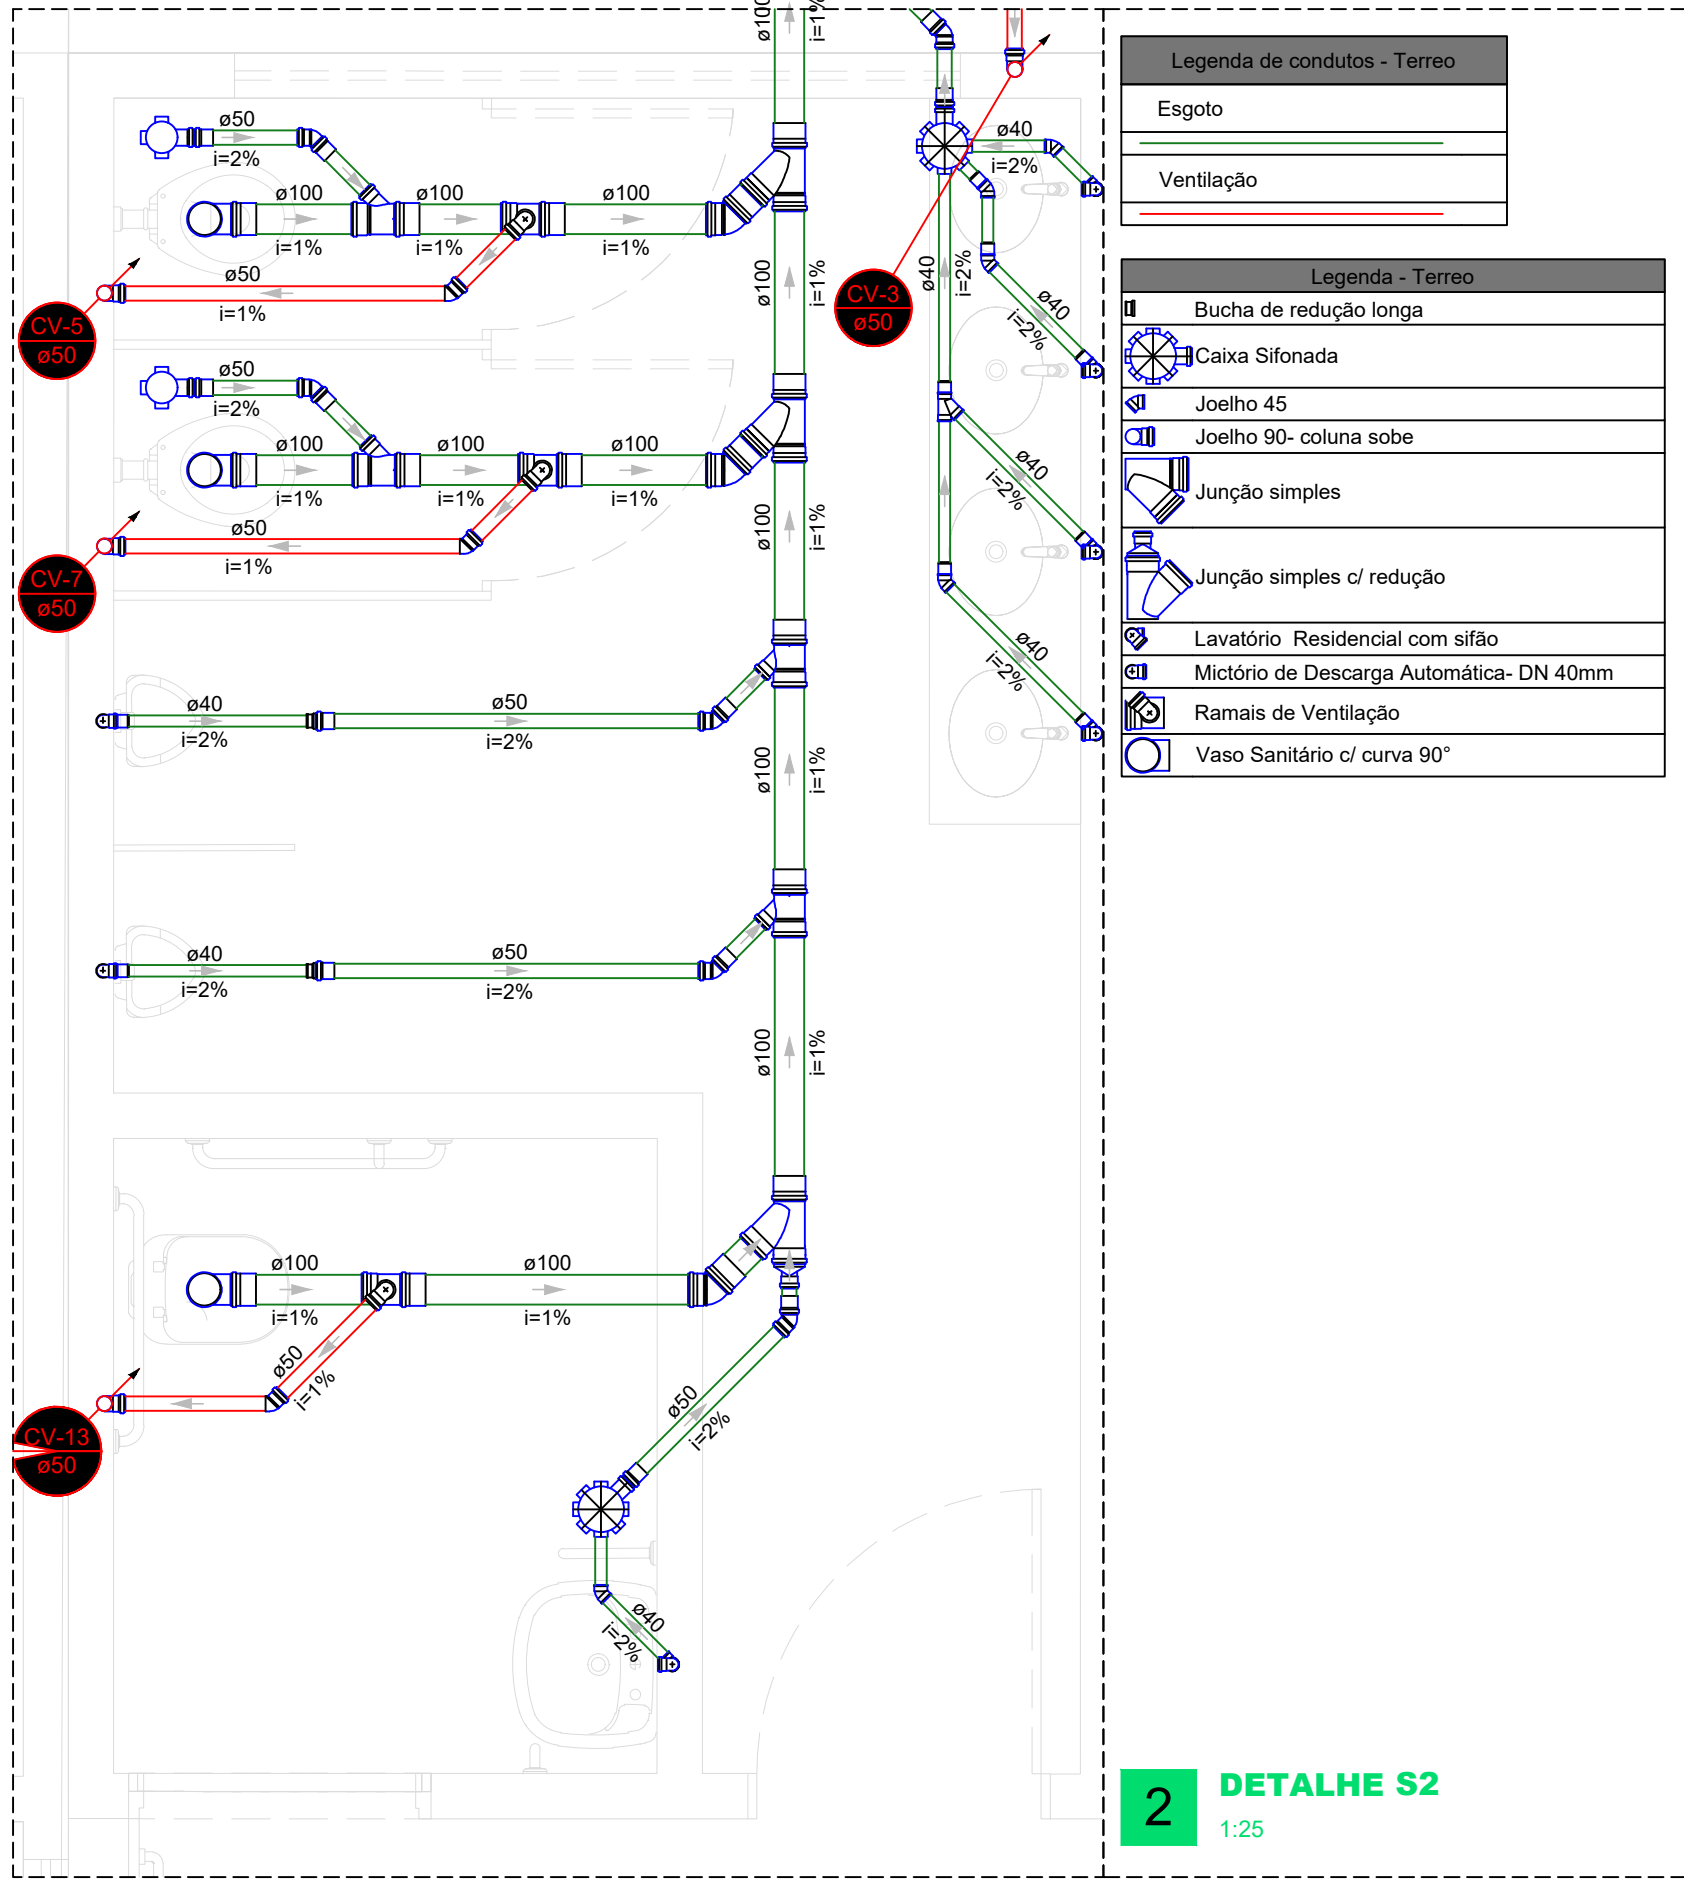 ø100
i=1%
ø50
i=2%
ø100
i=1%
ø100
i=1%
ø100
i=1%
ø50
i=1%
CV-5
ø50
ø100
i=1%
ø40
i=2%
ø40
i=2%
CV-3
ø50
ø40
i=2%
ø50
i=2%
ø100
i=1%
ø100
i=1%
ø100
i=1%
ø50
i=1%
CV-7
ø50
ø100
i=1%
ø40
i=2%
ø40
i=2%
ø40
i=2%
ø50
i=2%
ø100
i=1%
ø40
i=2%
ø50
i=2%
ø100
i=1%
ø100
i=1%
ø100
i=1%
ø50
i=1%
CV-13
ø50
ø50
i=2%
ø40
i=2%
Legenda de condutos - Terreo
Esgoto
Ventilação
Legenda - Terreo
Bucha de redução longa
Caixa Sifonada
Joelho 45
Joelho 90- coluna sobe
Junção simples
Junção simples c/ redução
Lavatório Residencial com sifão
Mictório de Descarga Automática- DN 40mm
Ramais de Ventilação
Vaso Sanitário c/ curva 90°
2
DETALHE S2
1:25